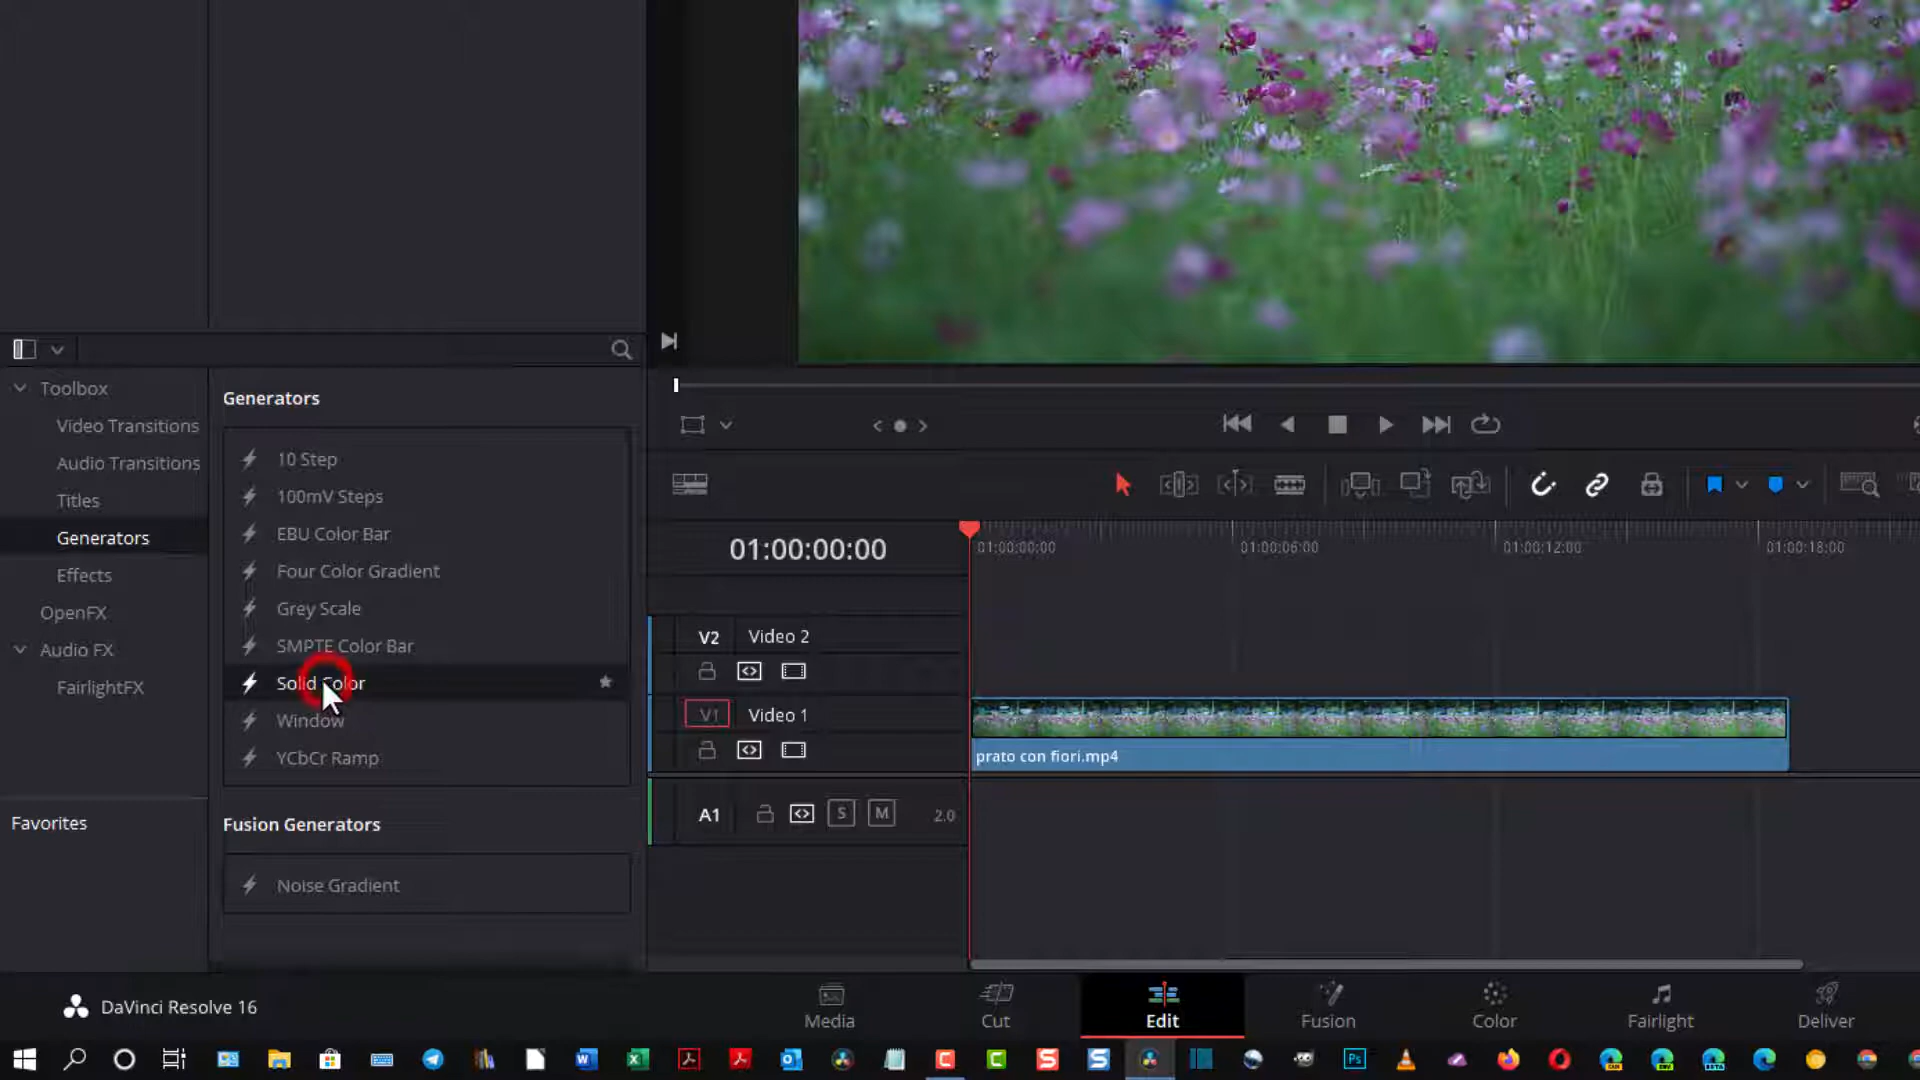 Toolbox
Video Transitions
Audio Transitions
Titles
Generators
Effects
OpenFX
Audio FX
FairlightFX
Favorites
Generators
10 Step
100mV Steps
EBU Color Bar
Four Color Gradient
Grey Scale
SMPTE Color Bar
Solid Color
Window
YCbCr Ramp
Fusion Generators
Noise Gradient
01:00:00:00
01:00:00:00
01:00:06:00
01:00:12:00
01:00:18:00
V2 Video 2
V1 Video 1
prato con fiori.mp4
A1 S M 2.0
DaVinci Resolve 16
Media
Cut
Edit
Fusion
Color
Fairlight
Deliver